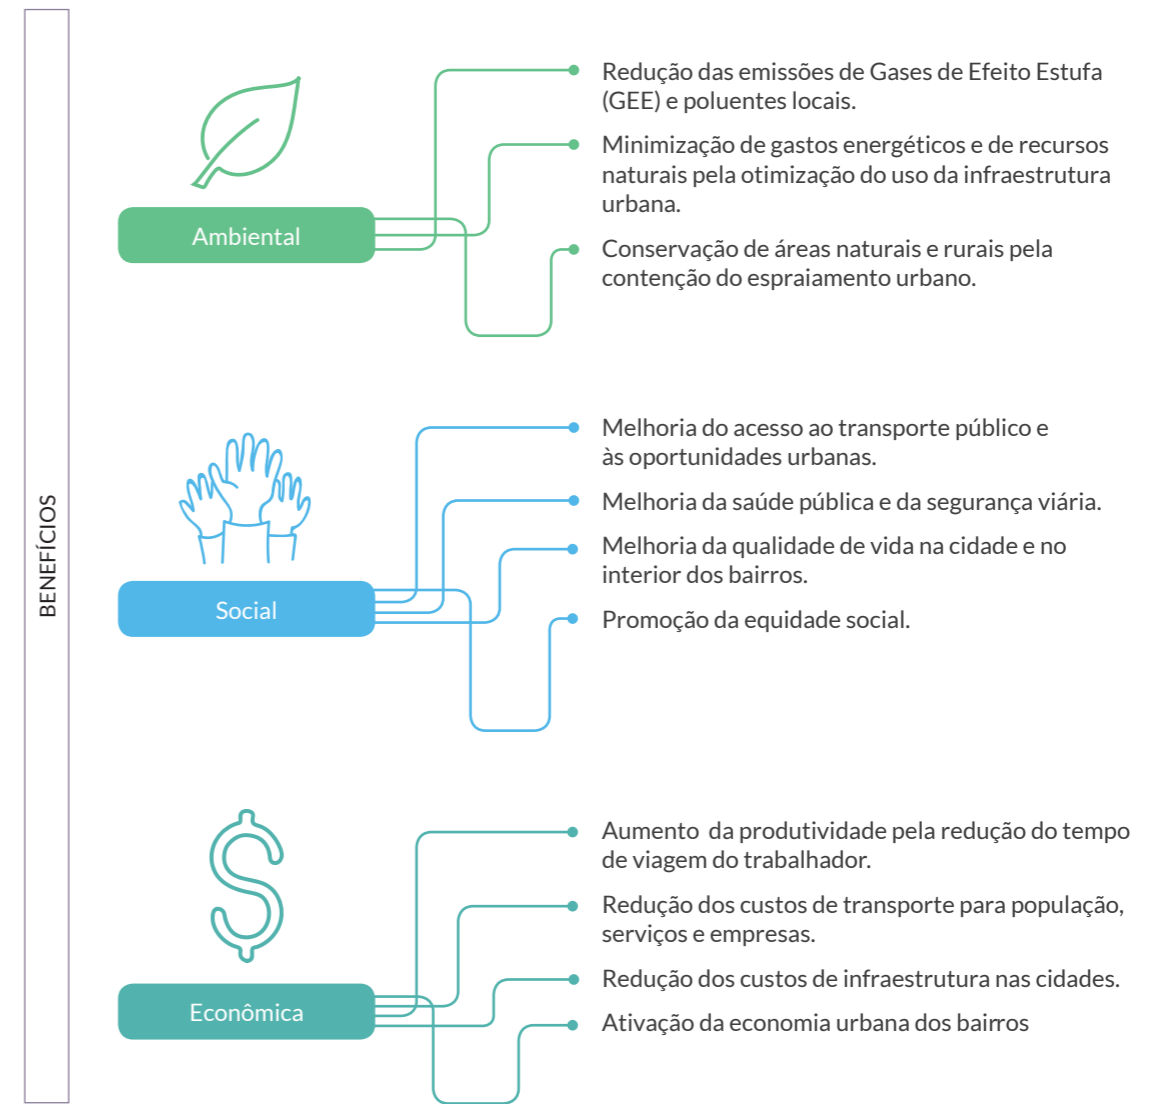 BENEFÍCIOS
Ambiental
Redução das emissões de Gases de Efeito Estufa
(GEE) e poluentes locais.
Minimização de gastos energéticos e de recursos
naturais pela otimização do uso da infraestrutura
urbana.
Conservação de áreas naturais e rurais pela
contenção do espraiamento urbano.
Social
Melhoria do acesso ao transporte público e
às oportunidades urbanas.
Melhoria da saúde pública e da segurança viária.
Melhoria da qualidade de vida na cidade e no
interior dos bairros.
Promoção da equidade social.
Econômica
Aumento  da produtividade pela redução do tempo
de viagem do trabalhador.
Redução dos custos de transporte para população,
serviços e empresas.
Redução dos custos de infraestrutura nas cidades.
Ativação da economia urbana dos bairros